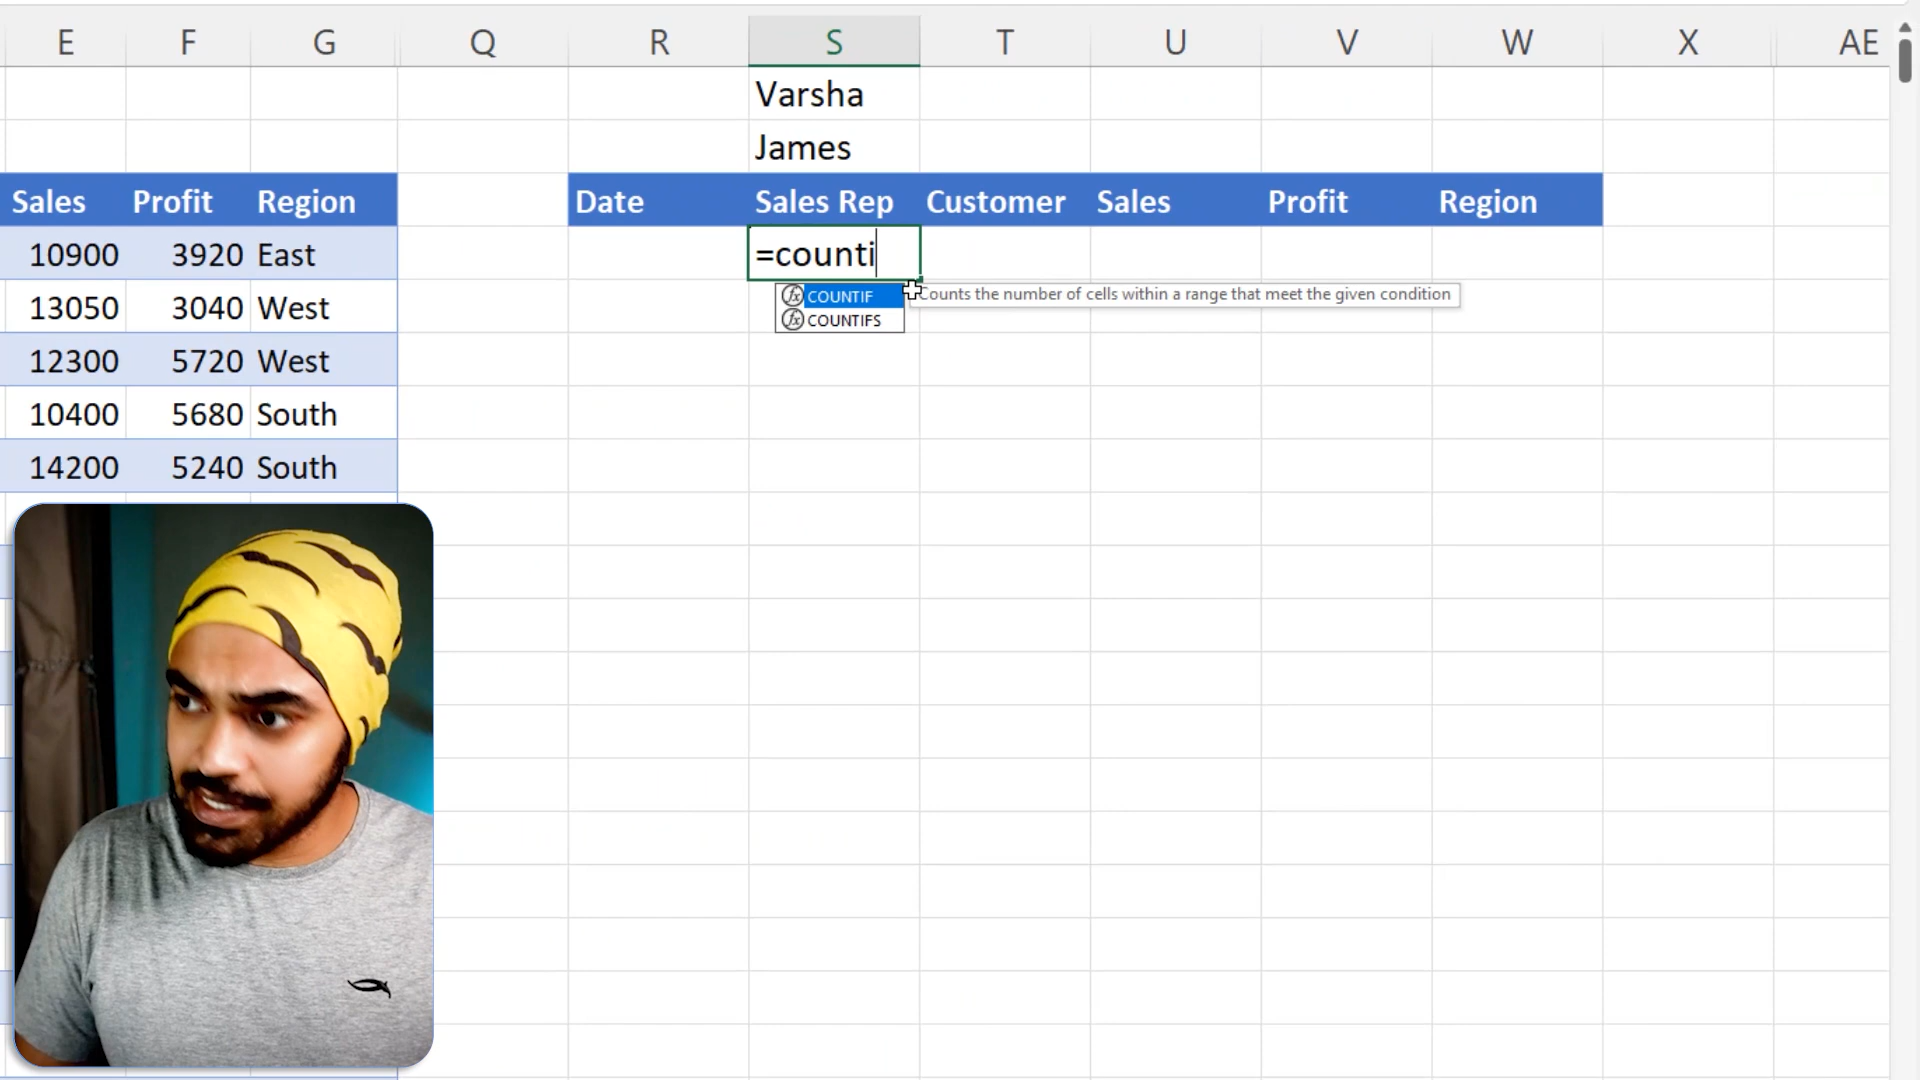 E F G Q R S T U V W X AE
Varsha
James
Sales Profit Region Date Sales Rep Customer Sales Profit Region
10900 3920 East =counti
COUNTIF Counts the number of cells within a range that meet the given condition
COUNTIFS
13050 3040 West
12300 5720 West
10400 5680 South
14200 5240 South